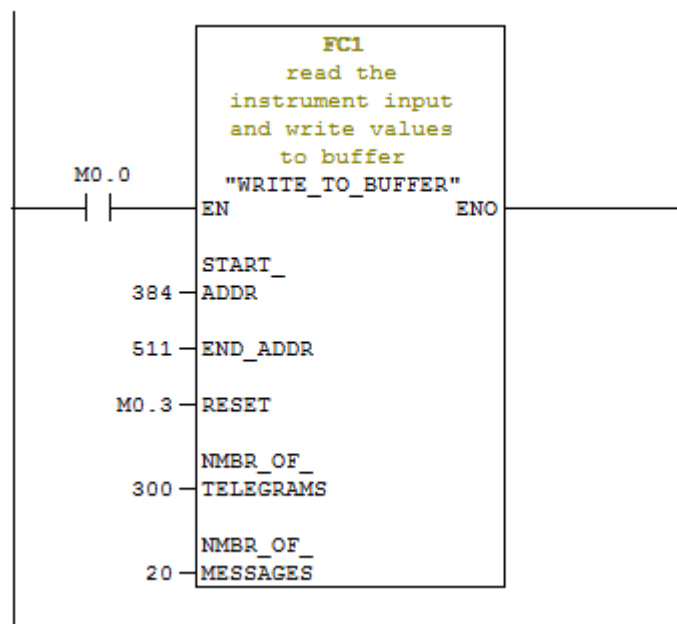 FC1
read the
instrument input
and write values
to buffer
M0.0
"WRITE_TO_BUFFER"
EN ENO
START_
384 ADDR
511 END_ADDR
M0.3 RESET
NMBR_OF_
300 TELEGRAMS
NMBR_OF_
20 MESSAGES